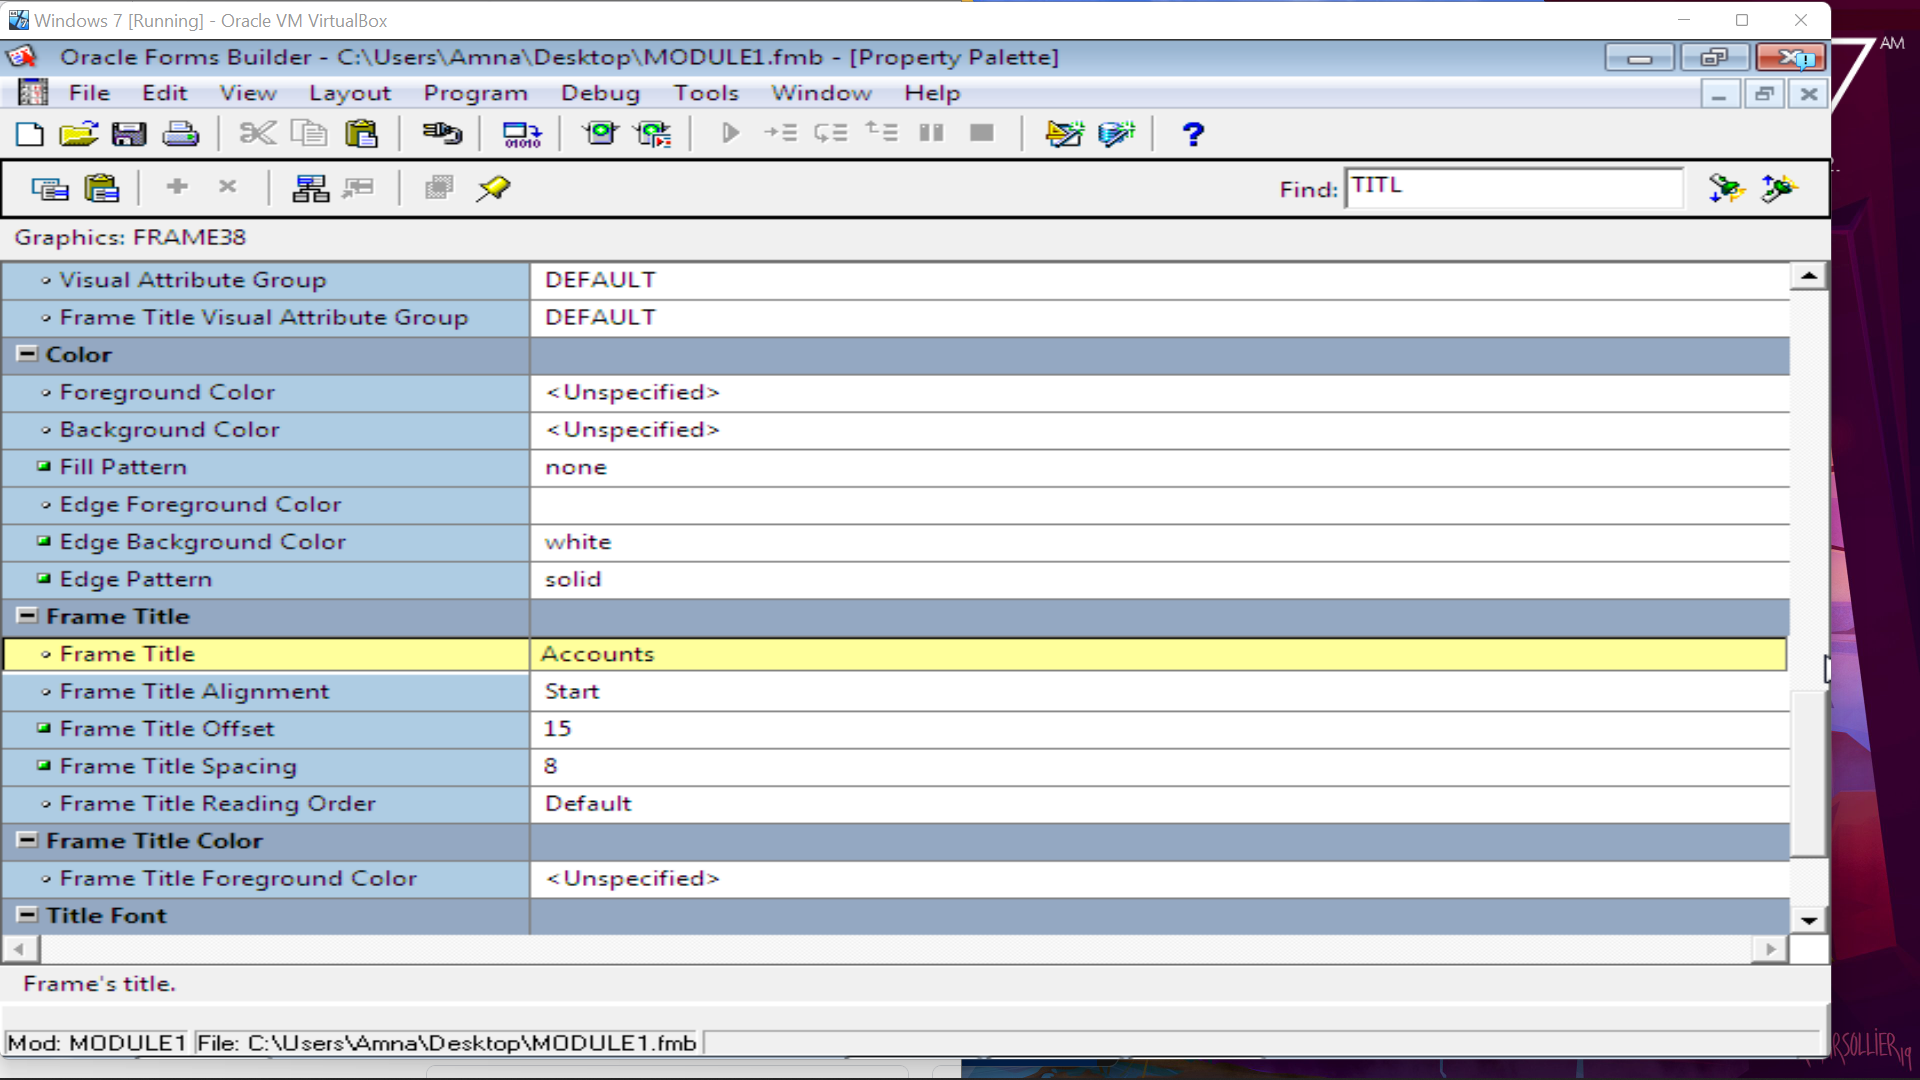 Windows 7 [Running] - Oracle VM VirtualBox
AM
Oracle Forms Builder - C:\Users\Amna\Desktop\MODULE1.fmb - [Property Palette]
File Edit View Layout Program Debug Tools Window Help
Find: TITL
Graphics: FRAME38
Visual Attribute Group DEFAULT
Frame Title Visual Attribute Group DEFAULT
Color
Foreground Color <Unspecified>
Background Color <Unspecified>
Fill Pattern none
Edge Foreground Color
Edge Background Color white
Edge Pattern solid
Frame Title
Frame Title Accounts
Frame Title Alignment Start
Frame Title Offset 15
Frame Title Spacing 8
Frame Title Reading Order Default
Frame Title Color
Frame Title Foreground Color <Unspecified>
Title Font
Frame's title.
Mod: MODULE1 File: C:\Users\Amna\Desktop\MODULE1.fmb